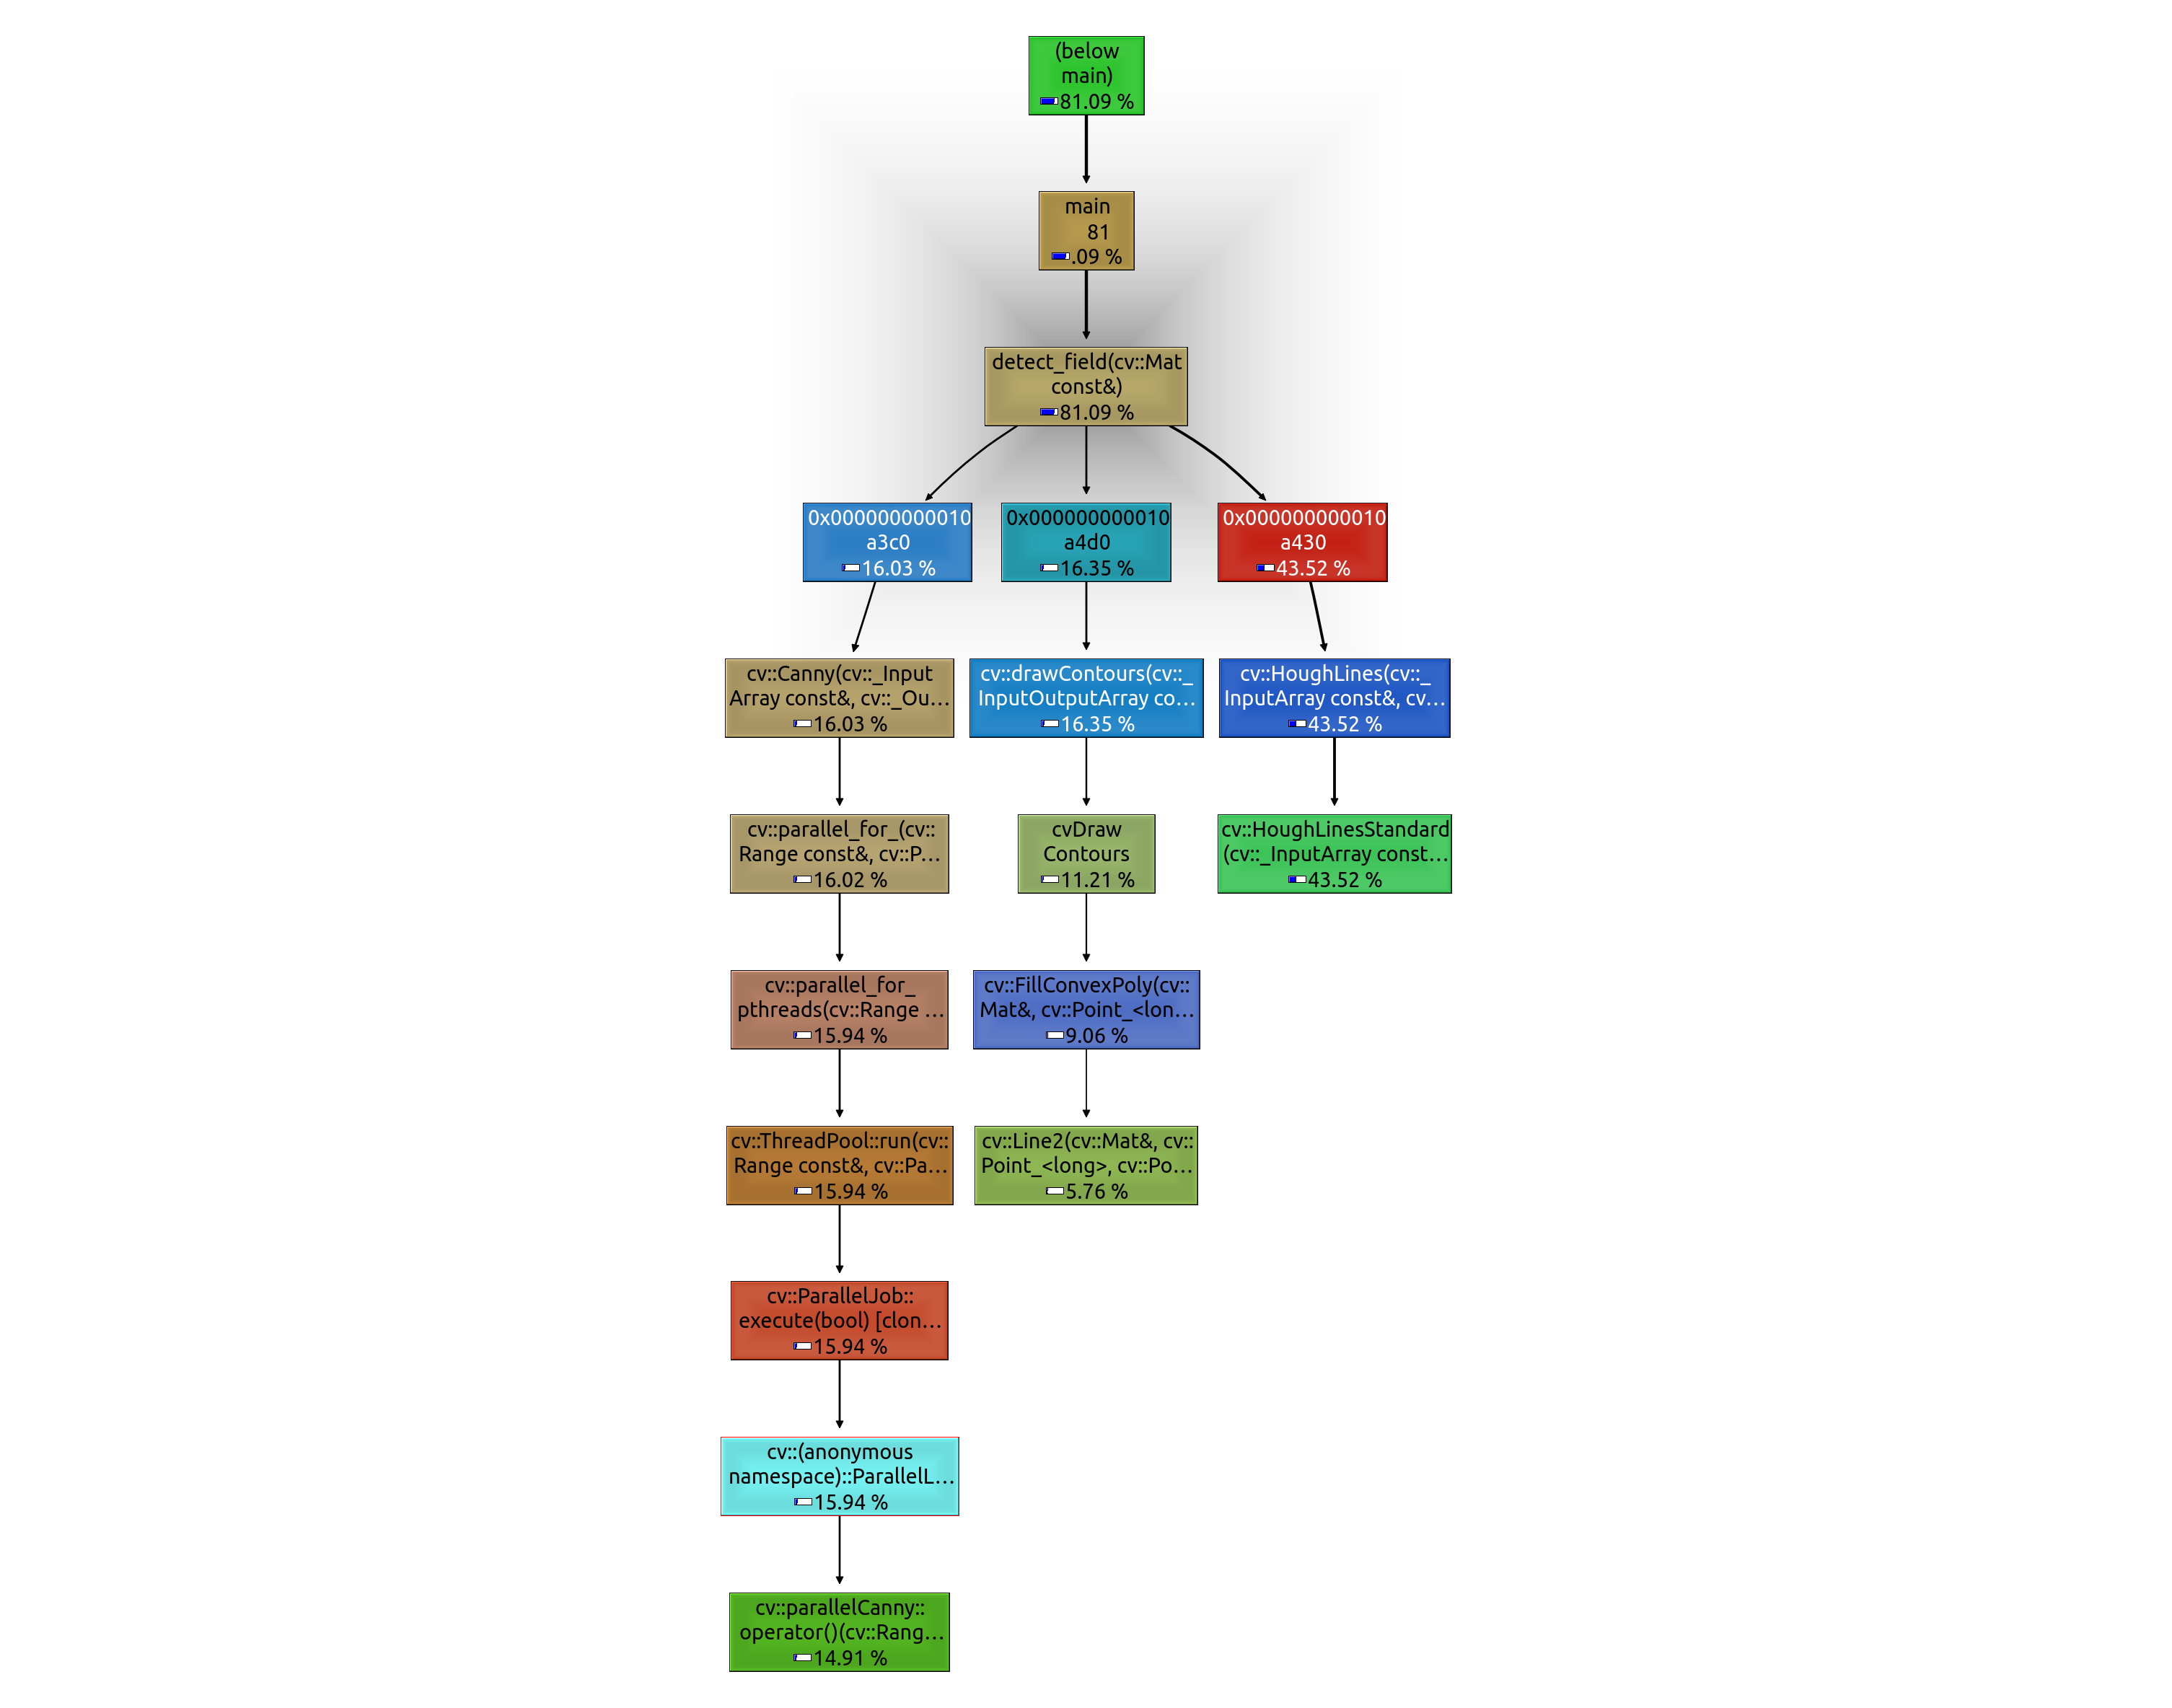 (below
main)
81.09 %
main
81
.09 %
detect_field(cv::Mat
const&)
81.09 %
0x000000000010
a3c0
16.03 %
0x000000000010
a4d0
16.35 %
0x000000000010
a430
43.52 %
cv::Canny(cv::_Input
Array const&, cv::_Ou…
16.03 %
cv::drawContours(cv::_
InputOutputArray co…
16.35 %
cv::HoughLines(cv::_
InputArray const&, cv…
43.52 %
cv::parallel_for_(cv::
Range const&, cv::P…
16.02 %
cvDraw
Contours
11.21 %
cv::HoughLinesStandard
(cv::_InputArray const…
43.52 %
cv::parallel_for_
pthreads(cv::Range …
15.94 %
cv::FillConvexPoly(cv::
Mat&, cv::Point_<lon…
9.06 %
cv::ThreadPool::run(cv::
Range const&, cv::Pa…
15.94 %
cv::Line2(cv::Mat&, cv::
Point_<long>, cv::Po…
5.76 %
cv::ParallelJob::
execute(bool) [clon…
15.94 %
cv::(anonymous
namespace)::ParallelL…
15.94 %
cv::parallelCanny::
operator()(cv::Rang…
14.91 %